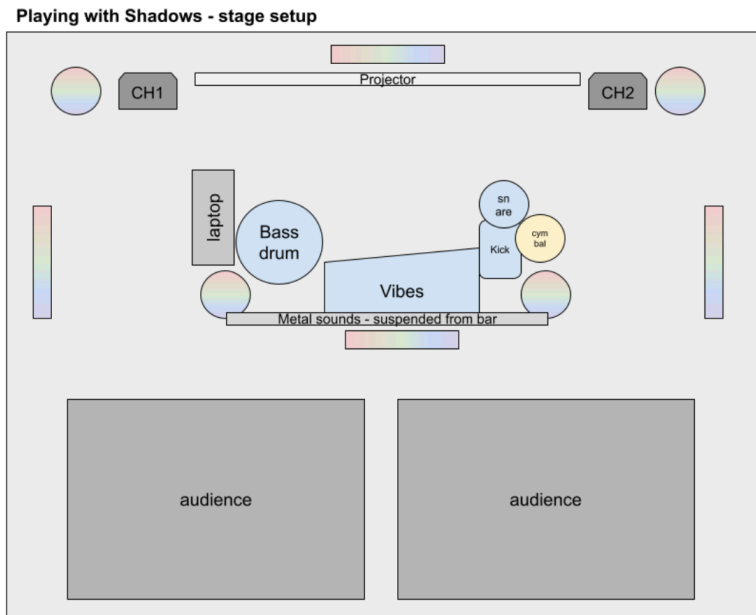 Playing with Shadows - stage setup
Projector
CH1
CH2
laptop
Bass
drum
sn
are
cym
bal
Kick
Vibes
Metal sounds - suspended from bar
audience
audience